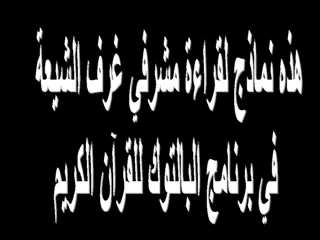 هذه نماذج لقراءة مشرفي غرف الشيعة
في برنامج البالتوك للقرآن الكريم